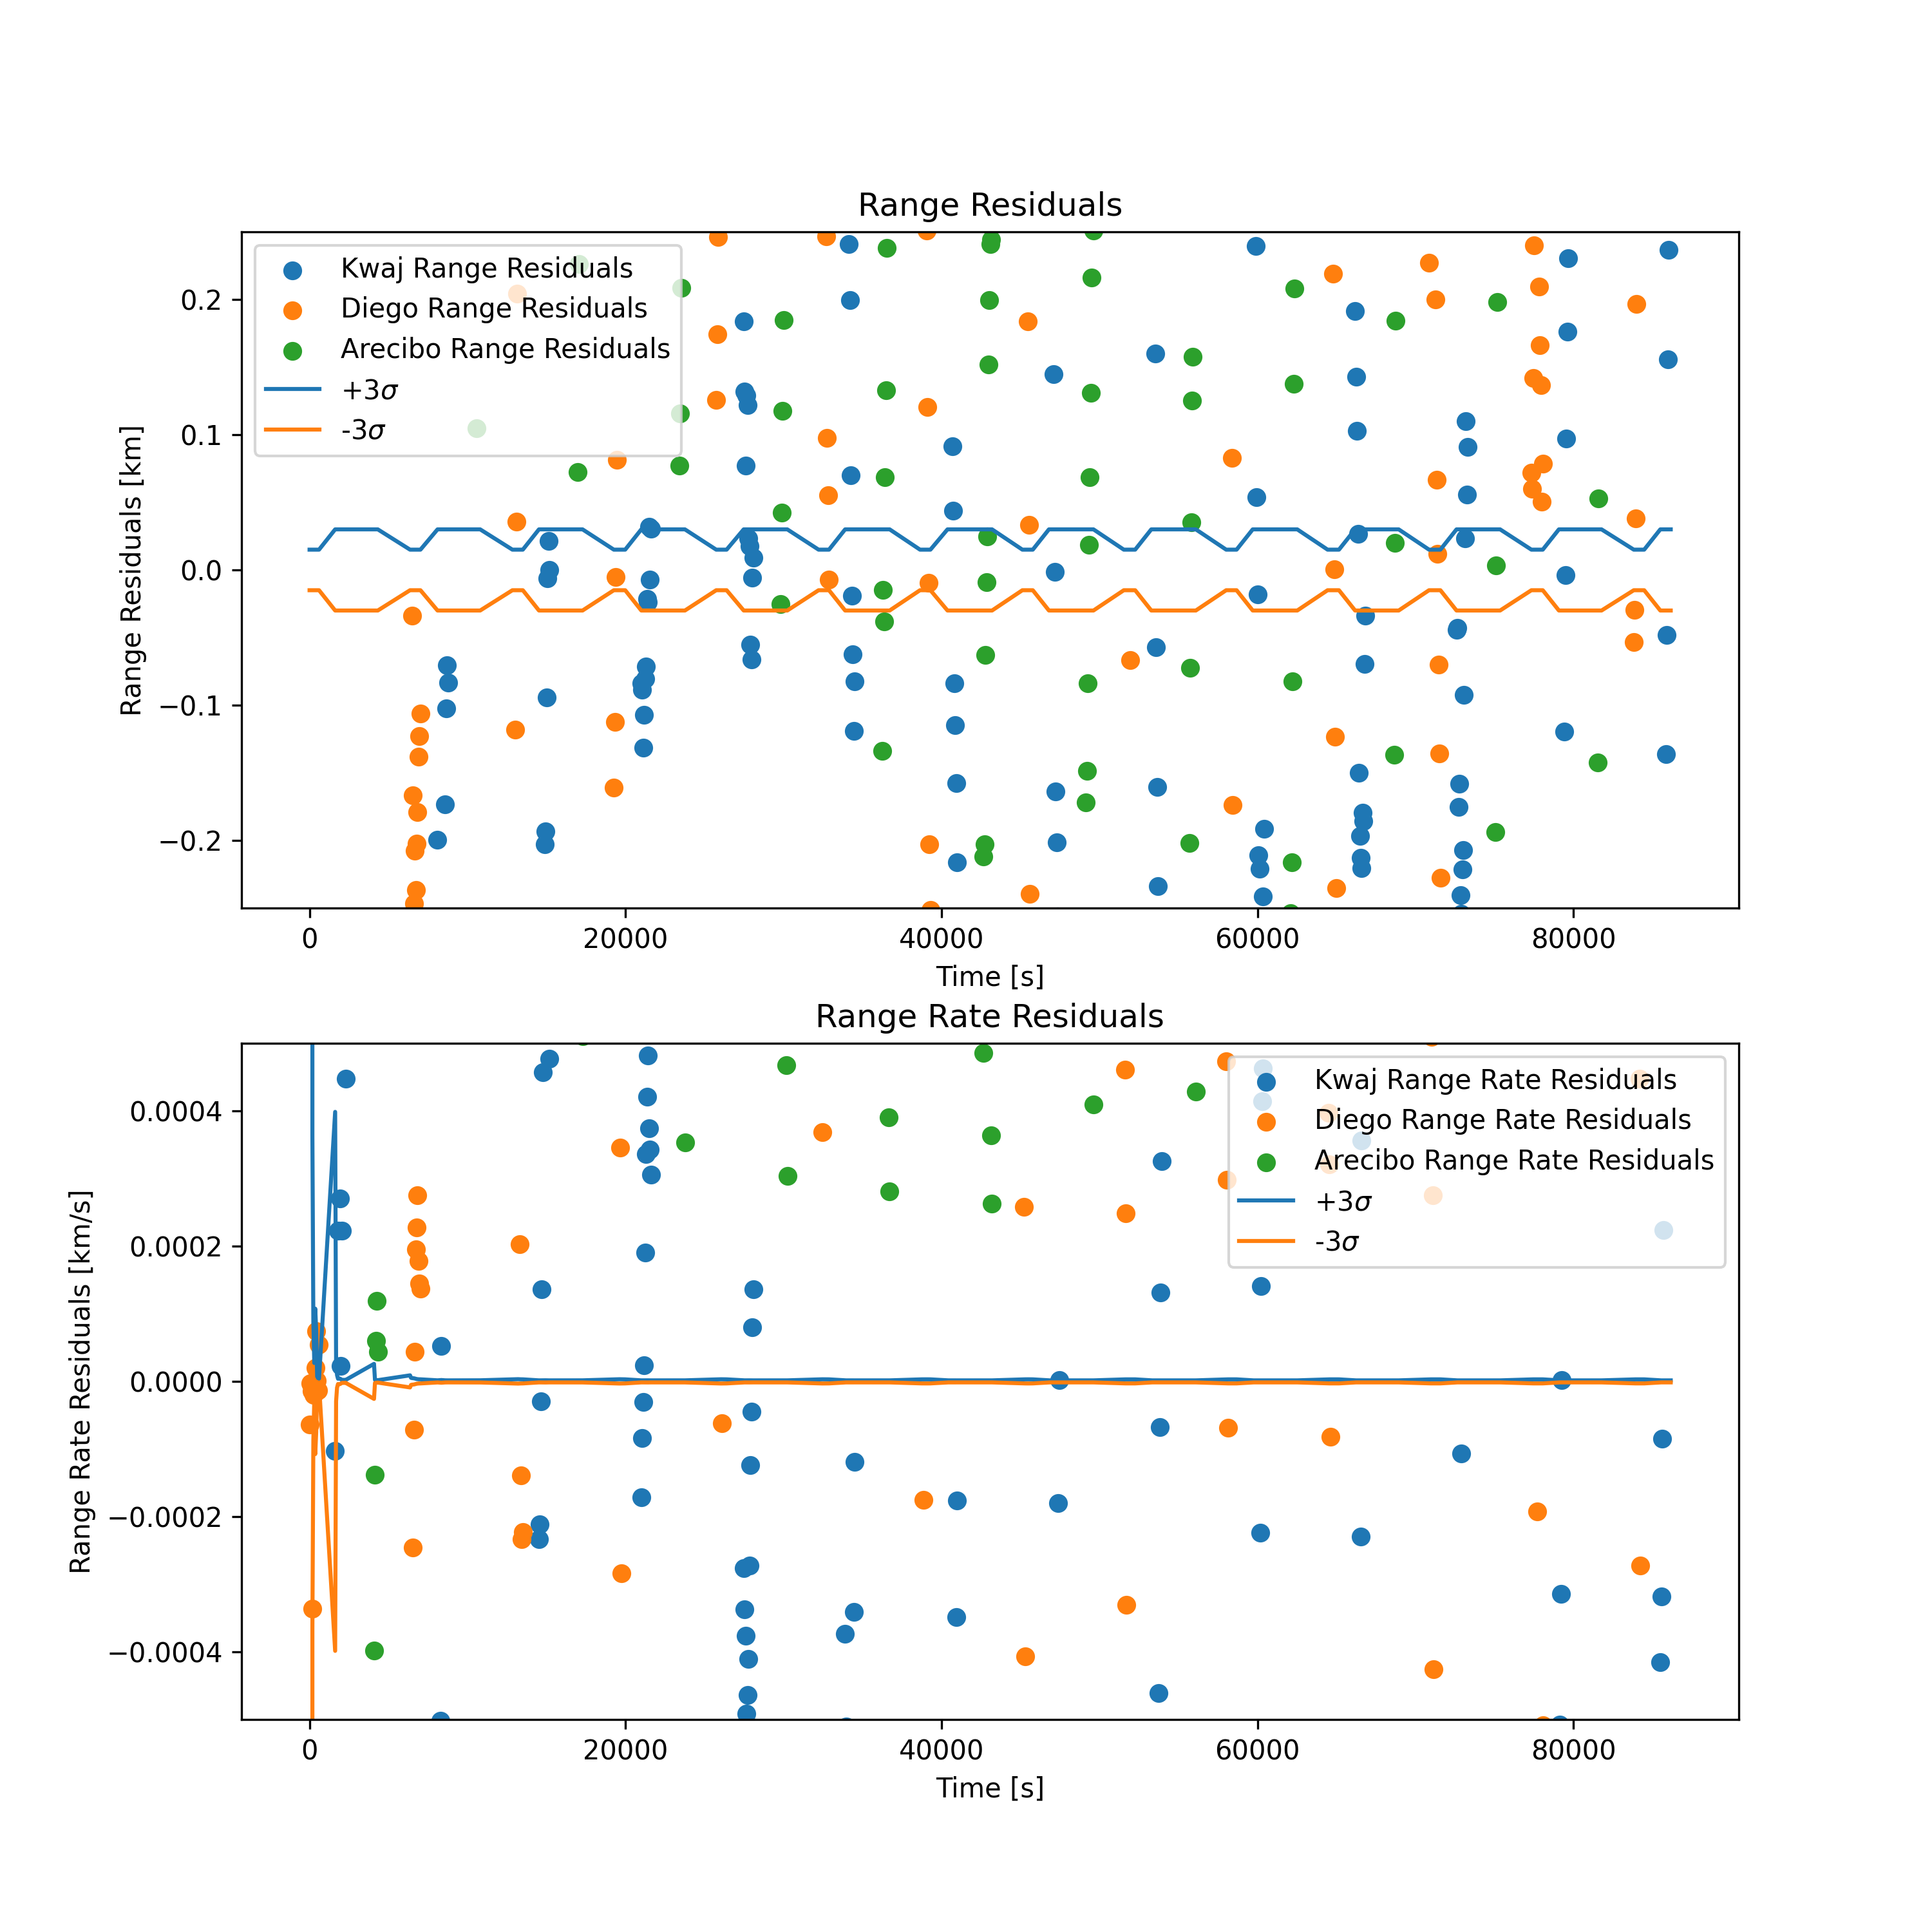 Range Residuals
Kwaj Range Residuals
Diego Range Residuals
Arecibo Range Residuals
+3σ
-3σ
Range Residuals [km]
0.2
0.1
0.0
−0.1
−0.2
0 20000 40000 60000 80000
Time [s]
Range Rate Residuals
Kwaj Range Rate Residuals
Diego Range Rate Residuals
Arecibo Range Rate Residuals
+3σ
-3σ
Range Rate Residuals [km/s]
0.0004
0.0002
0.0000
−0.0002
−0.0004
0 20000 40000 60000 80000
Time [s]